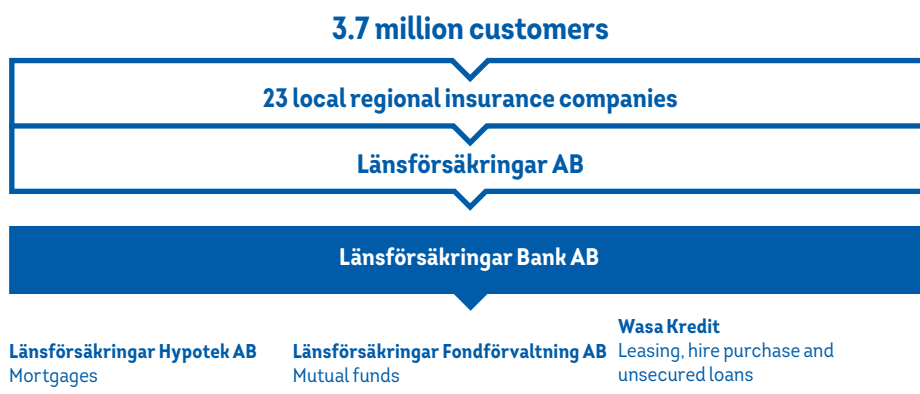 3.7 million customers
23 local regional insurance companies
Länsförsäkringar AB
Länsförsäkringar Bank AB
Länsförsäkringar Hypotek AB
Mortgages
Länsförsäkringar Fondförvaltning AB
Mutual funds
Wasa Kredit
Leasing, hire purchase and
unsecured loans